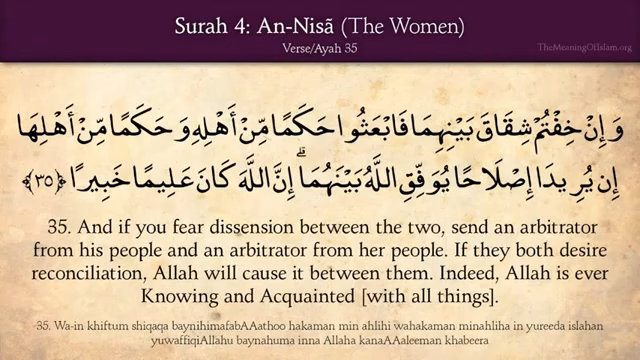 Surah 4: An-Nisã (The Women)
Verse/Ayah 35
TheMeaningOfIslam.org
وَإِنْ خِفْتُمْ شِقَاقَ بَيْنِهِمَا فَابْعَثُوا حَكَمًا مِّنْ أَهْلِهِ وَحَكَمًا مِّنْ أَهْلِهَا
إِن يُرِيدَا إِصْلَاحًا يُوَفِّقِ اللَّهُ بَيْنَهُمَا ۗ إِنَّ اللَّهَ كَانَ عَلِيمًا خَبِيرًا ﴿٣٥﴾
35. And if you fear dissension between the two, send an arbitrator
from his people and an arbitrator from her people. If they both desire
reconciliation, Allah will cause it between them. Indeed, Allah is ever
Knowing and Acquainted [with all things].
35. Wa-in khiftum shiqaqa baynihimafabAAathoo hakaman min ahlihi wahakaman minahliha in yureeda islahan
yuwaffiqiAllahu baynahuma inna Allaha kanaAAaleeman khabeera